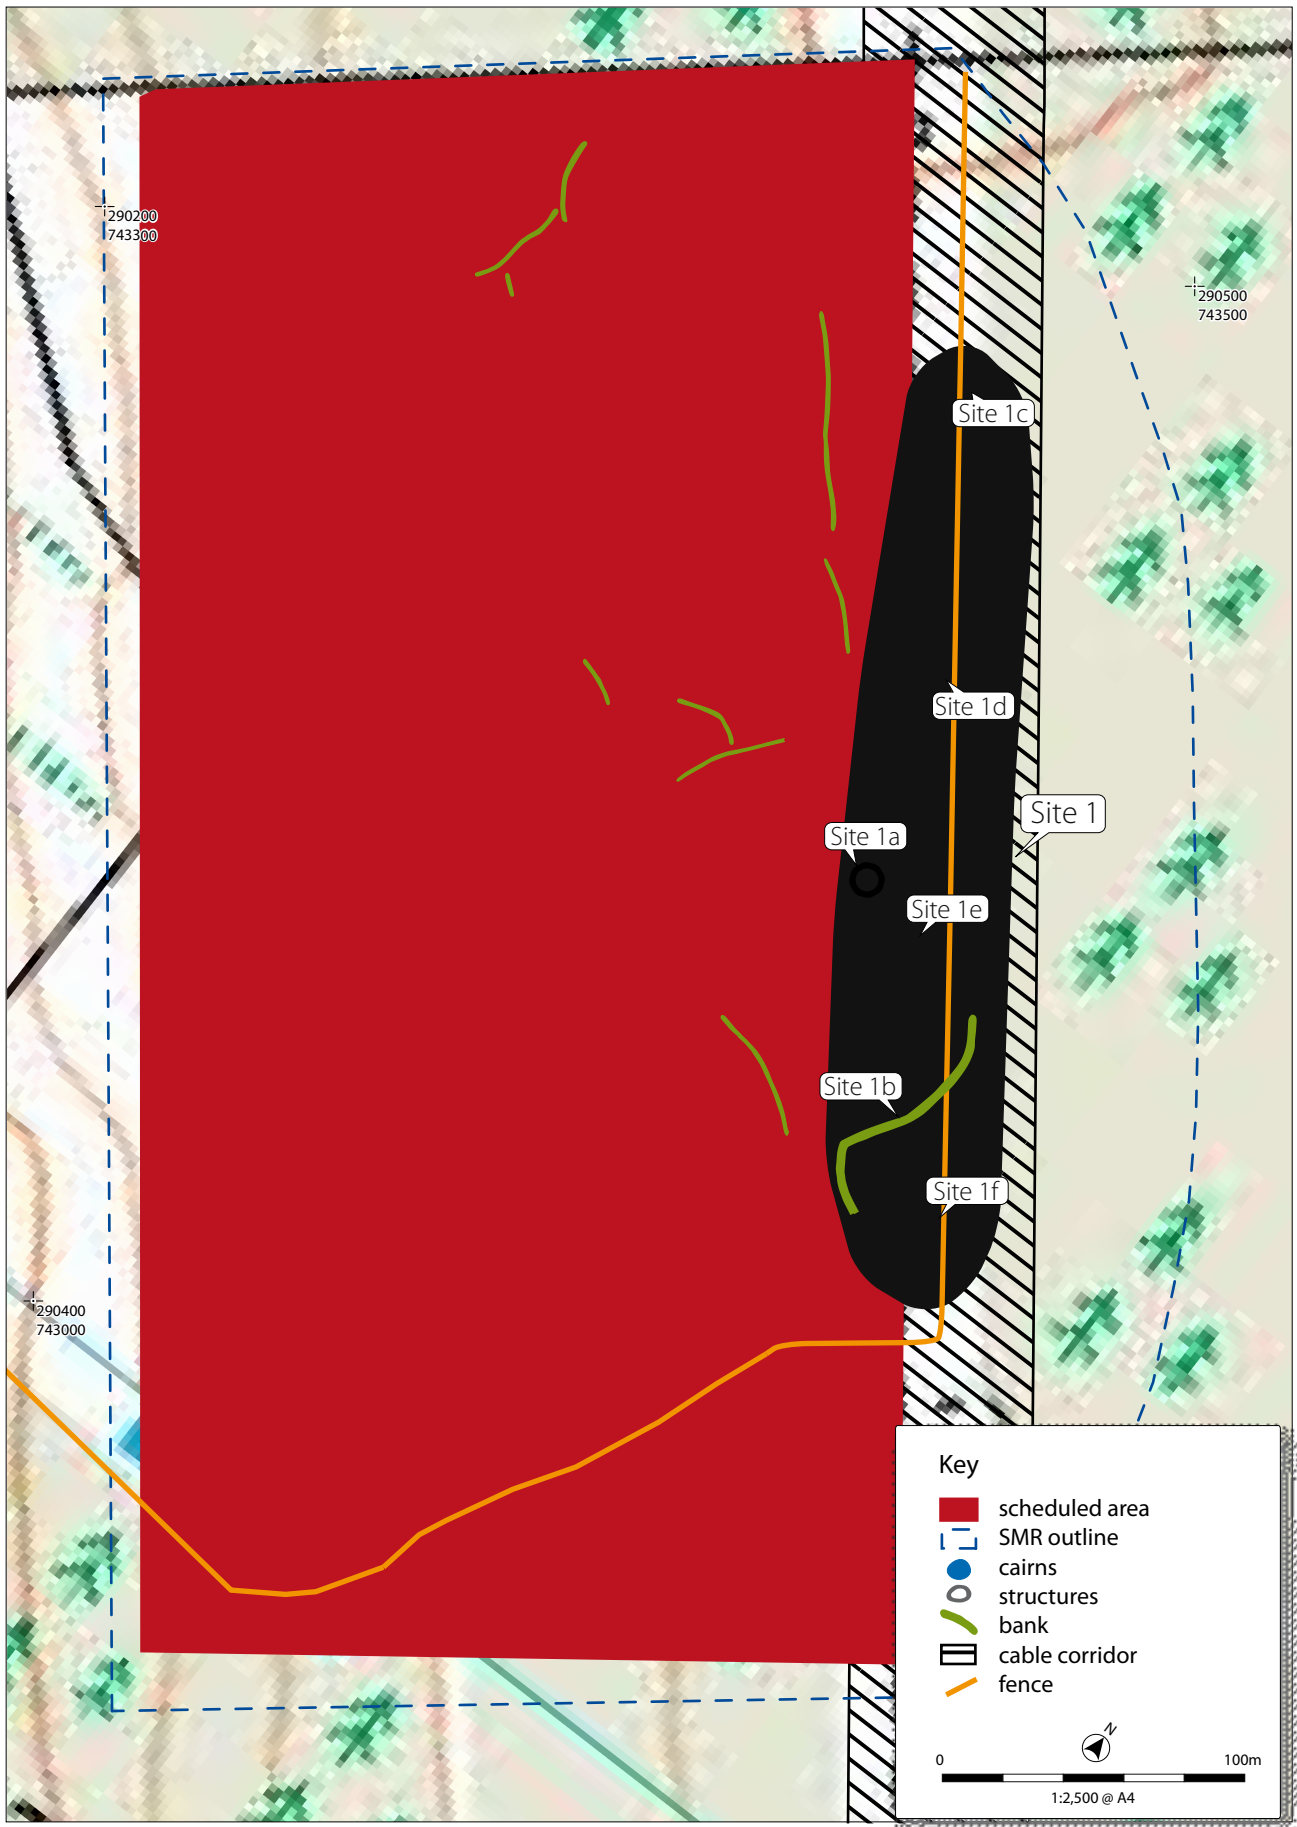 290200
743300
290500
743500
Site 1c
Site 1d
Site 1
Site 1a
Site 1e
Site 1b
Site 1f
290400
743000
Key
scheduled area
SMR outline
cairns
structures
bank
cable corridor
fence
N
0 100m
1:2,500 @ A4